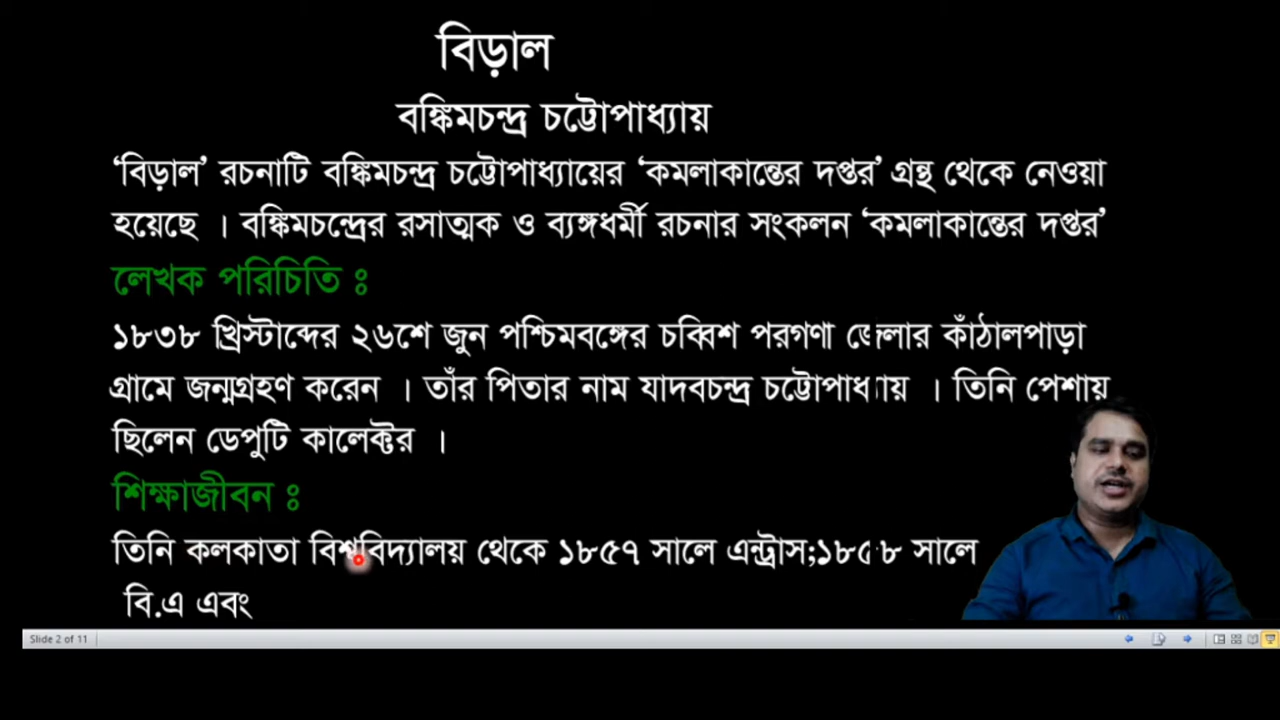 বিড়াল
বঙ্কিমচন্দ্র চট্টোপাধ্যায়
‘বিড়াল’ রচনাটি বঙ্কিমচন্দ্র চট্টোপাধ্যায়ের ‘কমলাকান্তের দপ্তর’ গ্রন্থ থেকে নেওয়া
হয়েছে । বঙ্কিমচন্দ্রের রসাত্মক ও ব্যঙ্গধর্মী রচনার সংকলন ‘কমলাকান্তের দপ্তর’
লেখক পরিচিতি ঃ
১৮৩৮ খ্রিস্টাব্দের ২৬শে জুন পশ্চিমবঙ্গের চব্বিশ পরগণা জেলার কাঁঠালপাড়া
গ্রামে জন্মগ্রহণ করেন । তাঁর পিতার নাম যাদবচন্দ্র চট্টোপাধ্যায় । তিনি পেশায়
ছিলেন ডেপুটি কালেক্টর ।
শিক্ষাজীবন ঃ
তিনি কলকাতা বিশ্ববিদ্যালয় থেকে ১৮৫৭ সালে এন্ট্রাস;১৮৫৮ সালে
বি.এ এবং
Slide 2 of 11